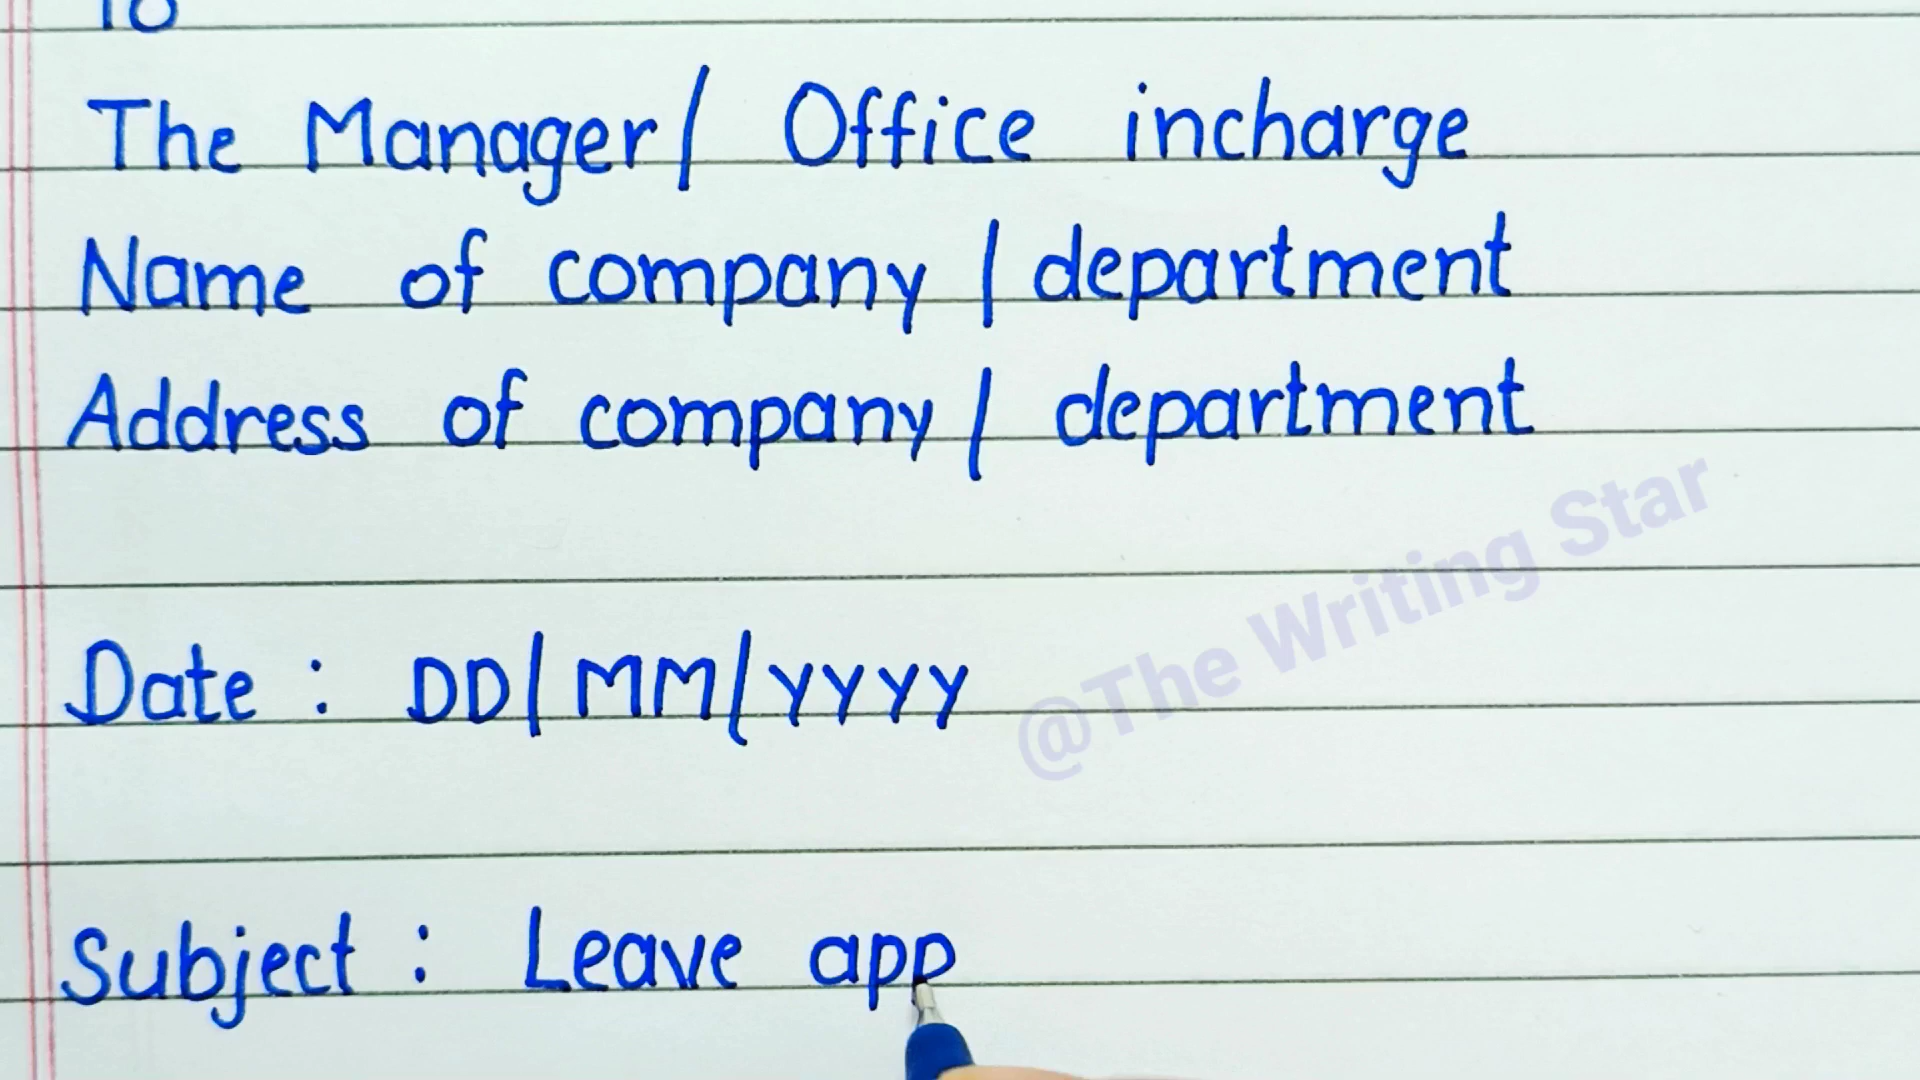 To
The Manager/ Office incharge
Name of company / department
Address of company / department
@The Writing Star
Date : DD/MM/YYYY
Subject : Leave app